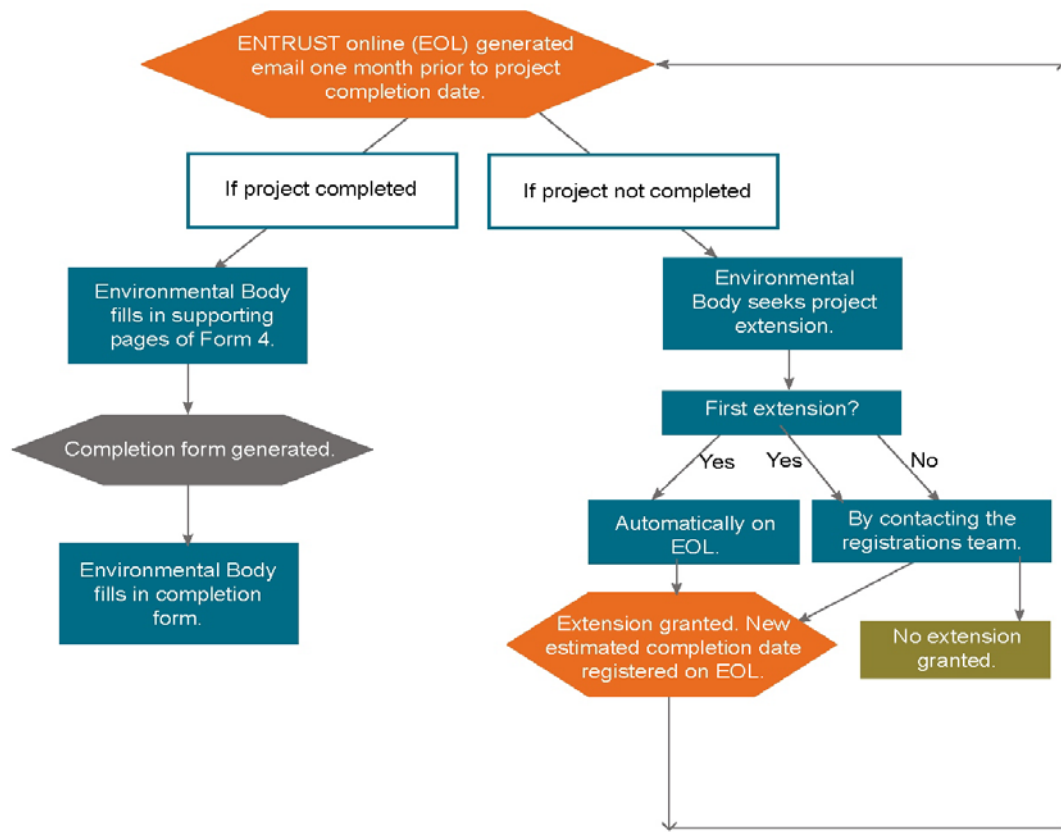 ENTRUST online (EOL) generated
email one month prior to project
completion date.
If project completed
If project not completed
Environmental Body
fills in supporting
pages of Form 4.
Environmental
Body seeks project
extension.
First extension?
Completion form generated.
Yes
Yes
No
Automatically on
EOL.
By contacting the
registrations team.
Environmental Body
fills in completion
form.
Extension granted. New
estimated completion date
registered on EOL.
No extension
granted.